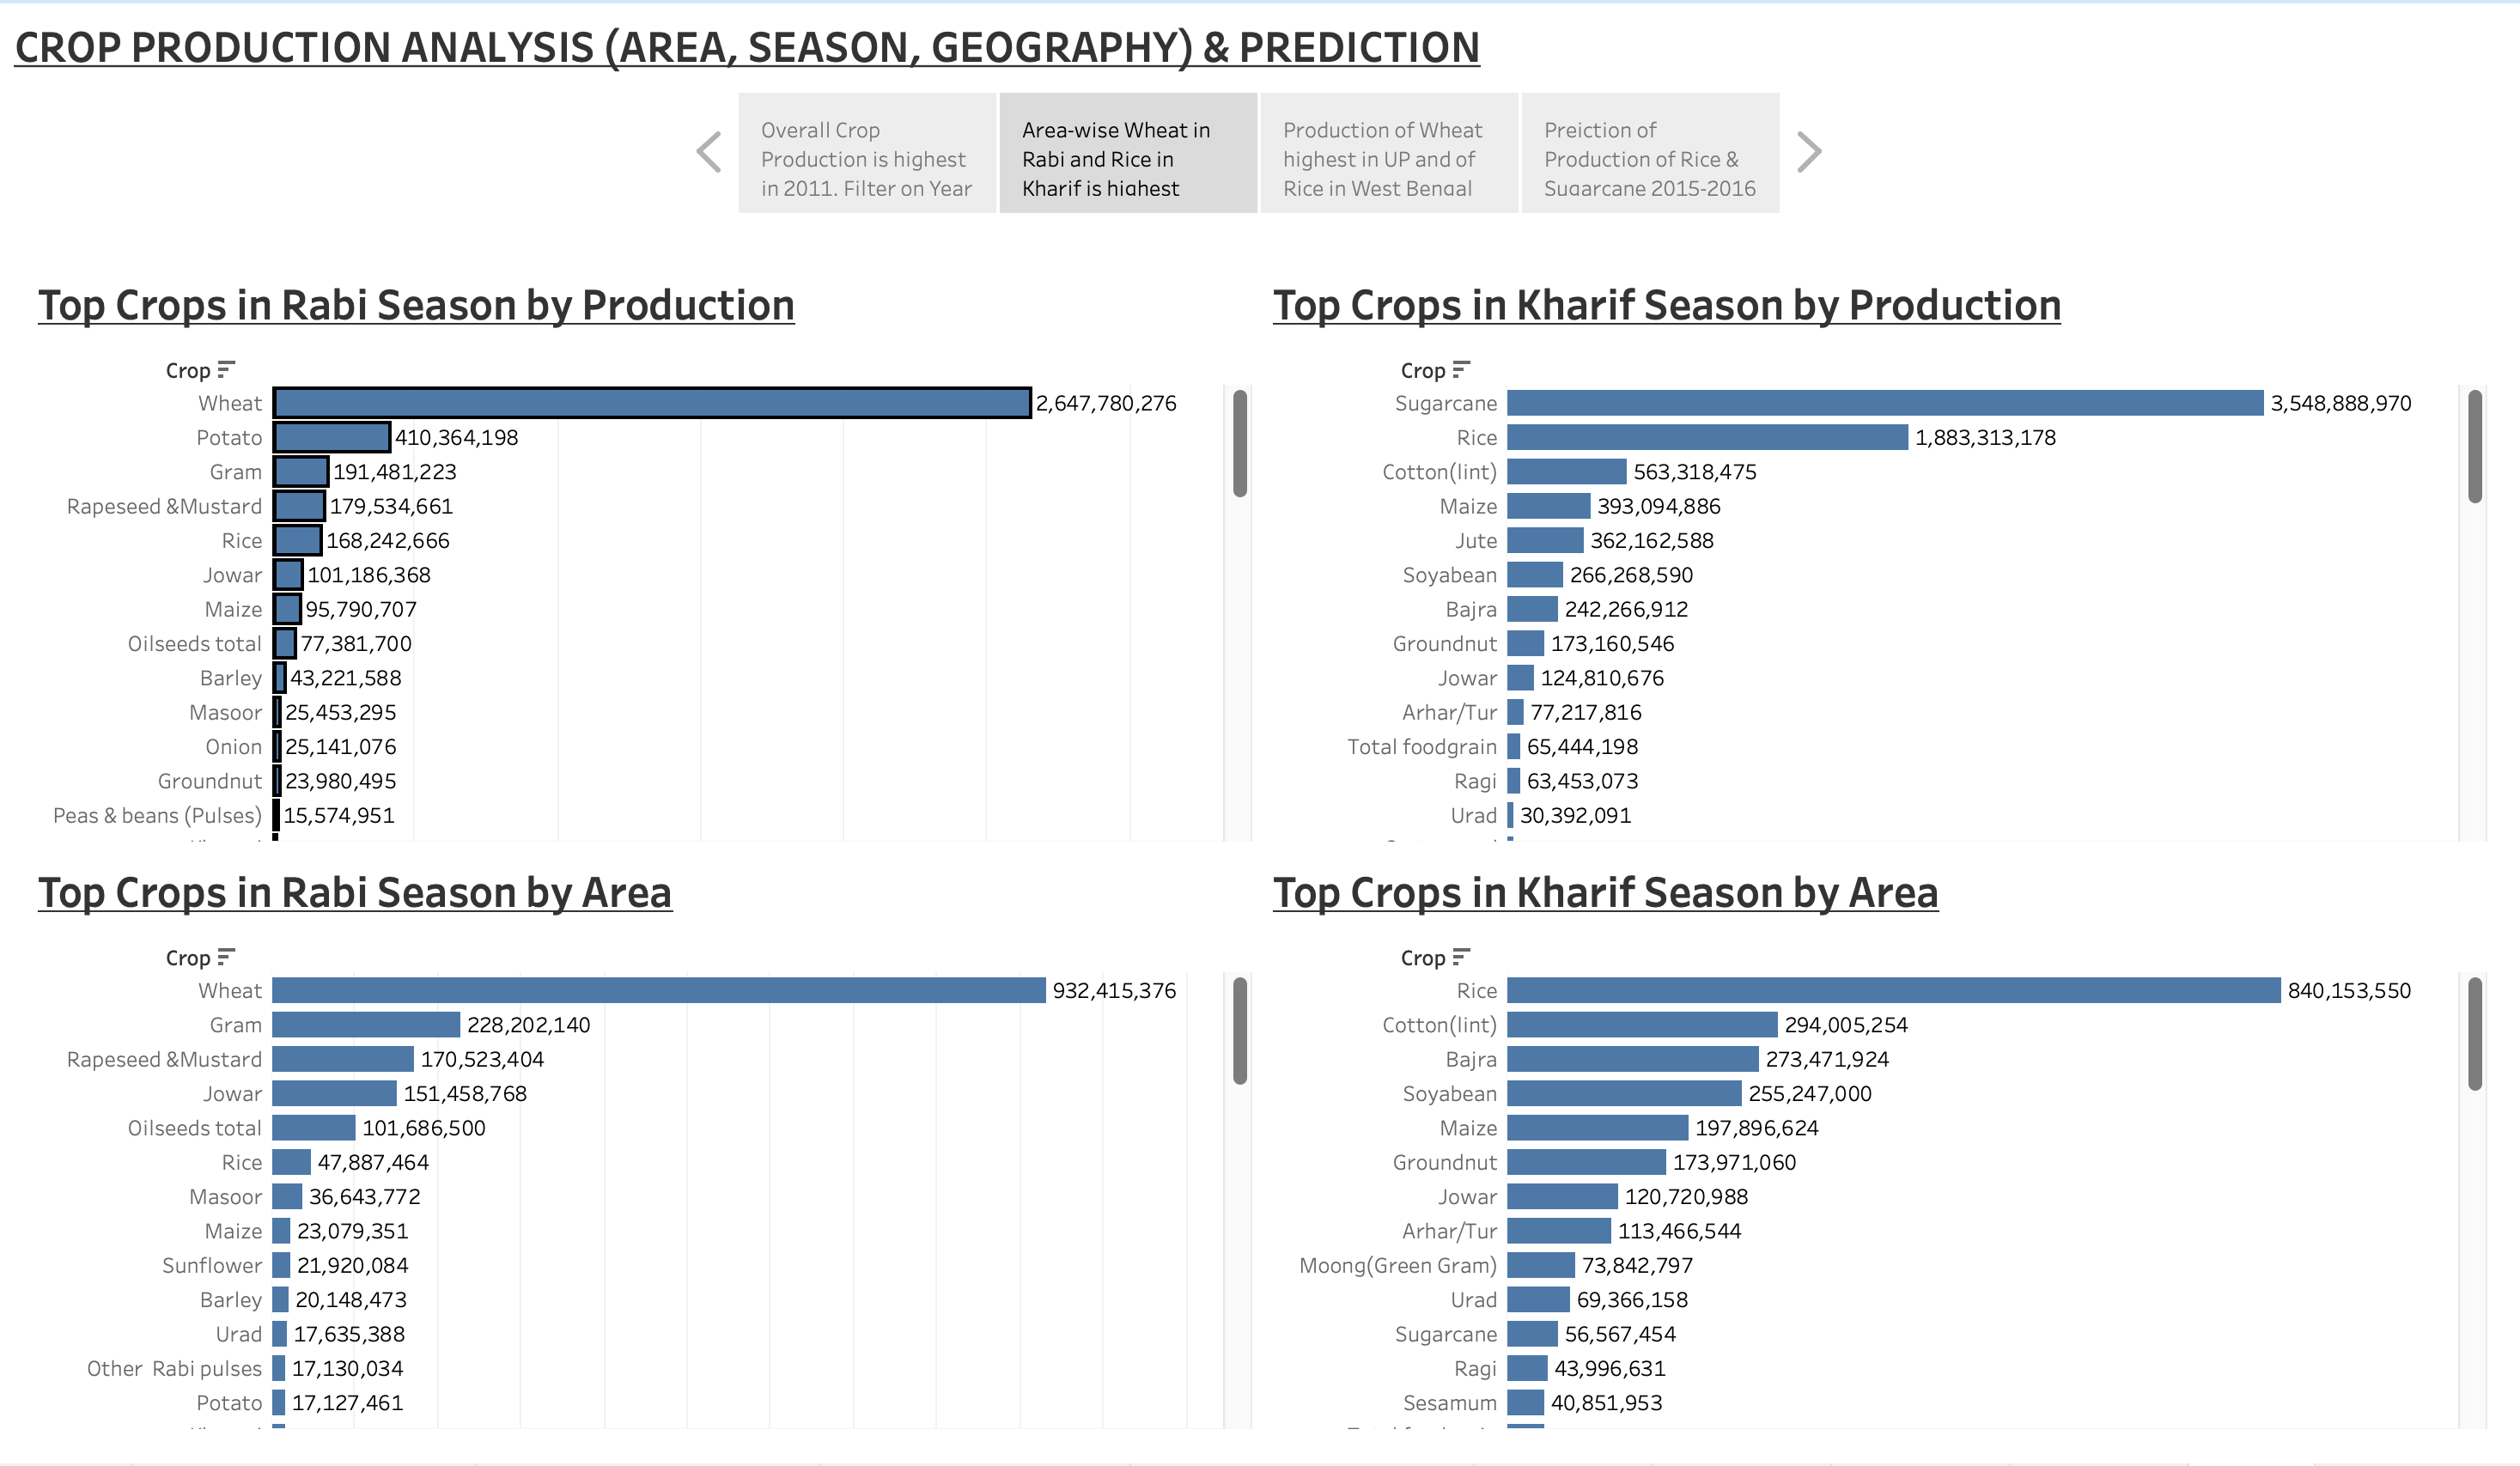 CROP PRODUCTION ANALYSIS (AREA, SEASON, GEOGRAPHY) & PREDICTION
Overall Crop
Production is highest
in 2011. Filter on Year
Area-wise Wheat in
Rabi and Rice in
Kharif is highest
Production of Wheat
highest in UP and of
Rice in West Bengal
Preiction of
Production of Rice &
Sugarcane 2015-2016
Top Crops in Rabi Season by Production
Crop
Wheat 2,647,780,276
Potato 410,364,198
Gram 191,481,223
Rapeseed &Mustard 179,534,661
Rice 168,242,666
Jowar 101,186,368
Maize 95,790,707
Oilseeds total 77,381,700
Barley 43,221,588
Masoor 25,453,295
Onion 25,141,076
Groundnut 23,980,495
Peas & beans (Pulses) 15,574,951
Top Crops in Kharif Season by Production
Crop
Sugarcane 3,548,888,970
Rice 1,883,313,178
Cotton(lint) 563,318,475
Maize 393,094,886
Jute 362,162,588
Soyabean 266,268,590
Bajra 242,266,912
Groundnut 173,160,546
Jowar 124,810,676
Arhar/Tur 77,217,816
Total foodgrain 65,444,198
Ragi 63,453,073
Urad 30,392,091
Top Crops in Rabi Season by Area
Crop
Wheat 932,415,376
Gram 228,202,140
Rapeseed &Mustard 170,523,404
Jowar 151,458,768
Oilseeds total 101,686,500
Rice 47,887,464
Masoor 36,643,772
Maize 23,079,351
Sunflower 21,920,084
Barley 20,148,473
Urad 17,635,388
Other  Rabi pulses 17,130,034
Potato 17,127,461
Top Crops in Kharif Season by Area
Crop
Rice 840,153,550
Cotton(lint) 294,005,254
Bajra 273,471,924
Soyabean 255,247,000
Maize 197,896,624
Groundnut 173,971,060
Jowar 120,720,988
Arhar/Tur 113,466,544
Moong(Green Gram) 73,842,797
Urad 69,366,158
Sugarcane 56,567,454
Ragi 43,996,631
Sesamum 40,851,953